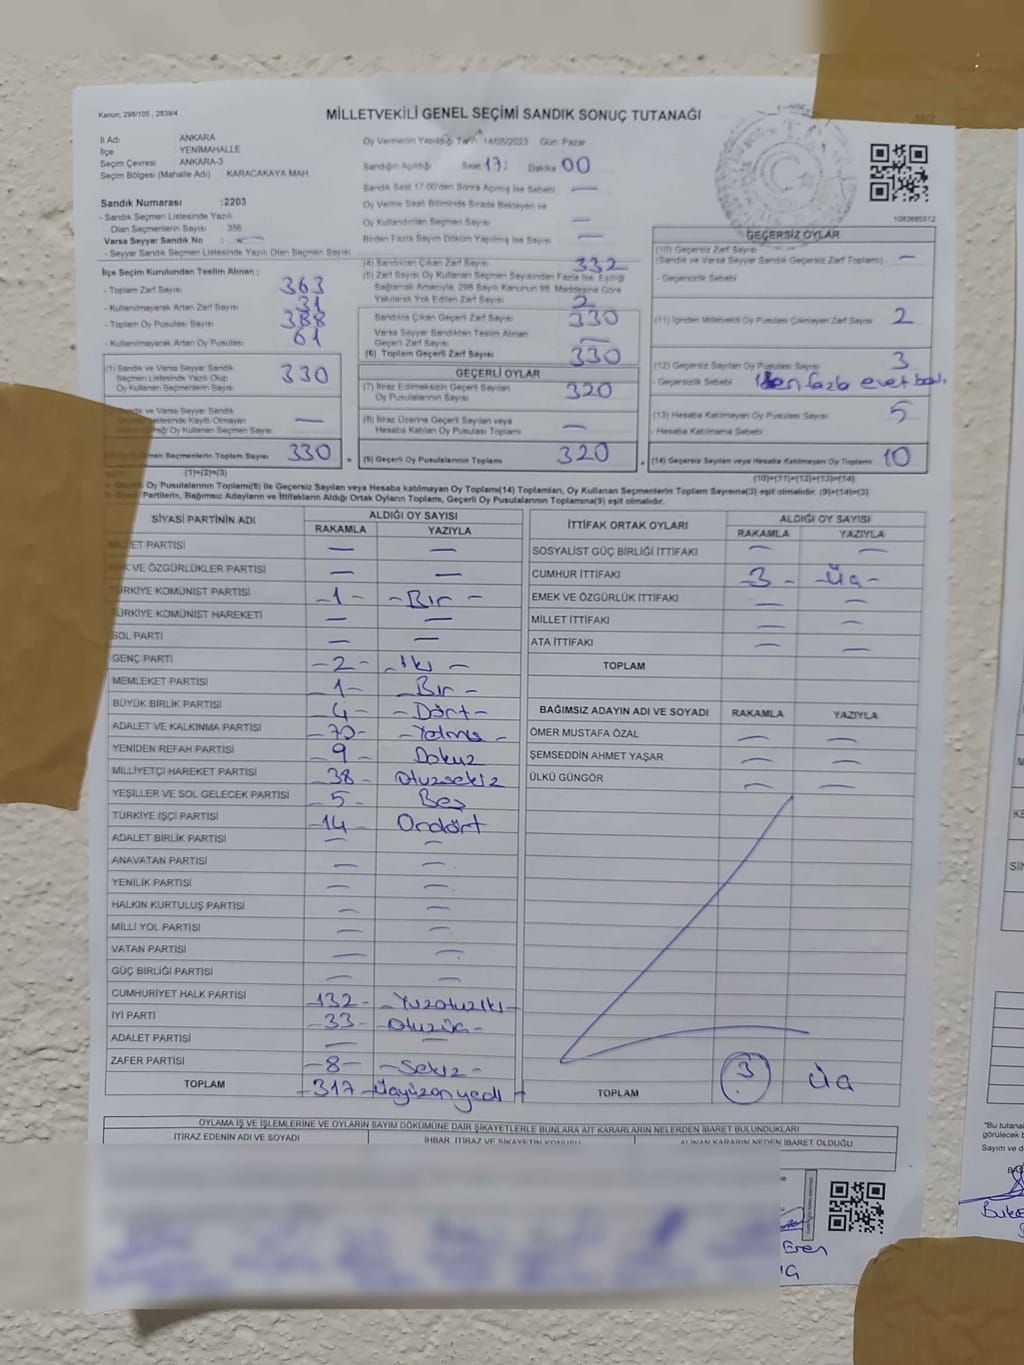 Kanun; 298/105 , 2839/4
MİLLETVEKİLİ GENEL SEÇİMİ SANDIK SONUÇ TUTANAĞI
İl Adı : ANKARA
İlçe : YENİMAHALLE
Seçim Çevresi : ANKARA-3
Seçim Bölgesi (Mahalle Adı) : KARACAKAYA MAH.
Sandık Numarası :2203
- Sandık Seçmen Listesinde Yazılı
Olan Seçmenlerin Sayısı : 356
Varsa Seyyar Sandık No : –
- Seyyar Sandık Seçmen Listesinde Yazılı Olan Seçmen Sayısı
Oy Vermenin Yapıldığı Tarih 14/05/2023 Gün: Pazar
Sandığın Açıldığı Saat 17: Dakika 00
Sandık Saat 17.00'den Sonra Açılmış İse Sebebi —
Oy Verme Saati Bitiminde Sırada Bekleyen ve
Oy Kullandırılan Seçmen Sayısı —
Birden Fazla Sayım Döküm Yapılmış İse Sayısı —
1083685512
İlçe Seçim Kurulundan Teslim Alınan ;
- Toplam Zarf Sayısı 363
- Kullanılmayarak Artan Zarf Sayısı 31
- Toplam Oy Pusulası Sayısı 388
- Kullanılmayarak Artan Oy Pusulası 61
(4) Sandıktan Çıkan Zarf Sayısı 332
(5) Zarf Sayısı Oy Kullanan Seçmen Sayısından Fazla İse, Eşitliği
Sağlamak Amacıyla, 298 Sayılı Kanunun 98. Maddesine Göre
Yakılarak Yok Edilen Zarf Sayısı 2
Sandıkta Çıkan Geçerli Zarf Sayısı 330
Varsa Seyyar Sandıktan Teslim Alınan
Geçerli Zarf Sayısı —
(6) Toplam Geçerli Zarf Sayısı 330
(1) Sandık ve Varsa Seyyar Sandık
Seçmen Listesinde Yazılı Olup
Oy Kullanan Seçmenlerin Sayısı 330
ve Varsa Sandık
Listesinde Kayıtlı Olmayan
Oy Kullanan Seçmen Sayısı —
Seçmenlerin Toplam Sayısı 330
(1)+(2)=(3)
GEÇERLİ OYLAR
(7) İtiraz Edilmeksizin Geçerli Sayılan
Oy Pusulalarının Sayısı 320
(8) İtiraz Üzerine Geçerli Sayılan veya
Hesaba Katılan Oy Pusulası Toplamı —
(9) Geçerli Oy Pusulalarının Toplamı 320
GEÇERSİZ OYLAR
(10) Geçersiz Zarf Sayısı
(Sandık ve Varsa Seyyar Sandık Geçersiz Zarf Toplamı) —
- Geçersizlik Sebebi
(11) İçinden Milletvekili Oy Pusulası Çıkmayan Zarf Sayısı 2
(12) Geçersiz Sayılan Oy Pusulası Sayısı 3
- Geçersizlik Sebebi fazla evet
(13) Hesaba Katılmayan Oy Pusulası Sayısı 5
- Hesaba Katılmama Sebebi
(14) Geçersiz Sayılan veya Hesaba Katılmayan Oy Toplamı 10
(10)+(11)+(12)+(13)=(14)
Oy Pusulalarının Toplamı(9) ile Geçersiz Sayılan veya Hesaba katılmayan Oy Toplamı(14) Toplamları, Oy Kullanan Seçmenlerin Toplam Sayısına(3) eşit olmalıdır. (9)+(14)=(3)
Partilerin, Bağımsız Adayların ve İttifakların Aldığı Ortak Oyların Toplamı, Geçerli Oy Pusulalarının Toplamına(9) eşit olmalıdır.
SİYASİ PARTİNİN ADI ALDIĞI OY SAYISI
RAKAMLA YAZIYLA
MİLLET PARTİSİ — —
HAK VE ÖZGÜRLÜKLER PARTİSİ — —
TÜRKİYE KOMÜNİST PARTİSİ -1- -Bir-
TÜRKİYE KOMÜNİST HAREKETİ — —
SOL PARTİ — —
GENÇ PARTİ -2- -İki-
MEMLEKET PARTİSİ -1- -Bir-
BÜYÜK BİRLİK PARTİSİ -4- -Dört-
ADALET VE KALKINMA PARTİSİ -70- -Yetmiş-
YENİDEN REFAH PARTİSİ -9- Dokuz
MİLLİYETÇİ HAREKET PARTİSİ -38- Otuzsekiz
YEŞİLLER VE SOL GELECEK PARTİSİ -5- Beş
TÜRKİYE İŞÇİ PARTİSİ -14- Ondört
ADALET BİRLİK PARTİSİ — —
ANAVATAN PARTİSİ — —
YENİLİK PARTİSİ — —
HALKIN KURTULUŞ PARTİSİ — —
MİLLİ YOL PARTİSİ — —
VATAN PARTİSİ — —
GÜÇ BİRLİĞİ PARTİSİ — —
CUMHURİYET HALK PARTİSİ -132- -Yüzotuziki-
İYİ PARTİ -33- -Otuzüç-
ADALET PARTİSİ — —
ZAFER PARTİSİ -8- -Sekiz-
TOPLAM -317- -Üçyüzonyedi-
İTTİFAK ORTAK OYLARI ALDIĞI OY SAYISI
RAKAMLA YAZIYLA
SOSYALİST GÜÇ BİRLİĞİ İTTİFAKI — —
CUMHUR İTTİFAKI -3- -Üç-
EMEK VE ÖZGÜRLÜK İTTİFAKI — —
MİLLET İTTİFAKI — —
ATA İTTİFAKI — —
TOPLAM
BAĞIMSIZ ADAYIN ADI VE SOYADI RAKAMLA YAZIYLA
ÖMER MUSTAFA ÖZAL — —
ŞEMSEDDİN AHMET YAŞAR — —
ÜLKÜ GÜNGÖR — —
TOPLAM 3 Üç
OYLAMA İŞ VE İŞLEMLERİNE VE OYLARIN SAYIM DÖKÜMÜNE DAİR ŞİKAYETLERLE BUNLARA AİT KARARLARIN NELERDEN İBARET BULUNDUKLARI
İTİRAZ EDENİN ADI VE SOYADI İHBAR, İTİRAZ VE ŞİKAYETİN KONUSU ALINAN KARARIN NEDEN İBARET OLDUĞU
Eren
"Bu tutana
görülecek b
Sayım ve d